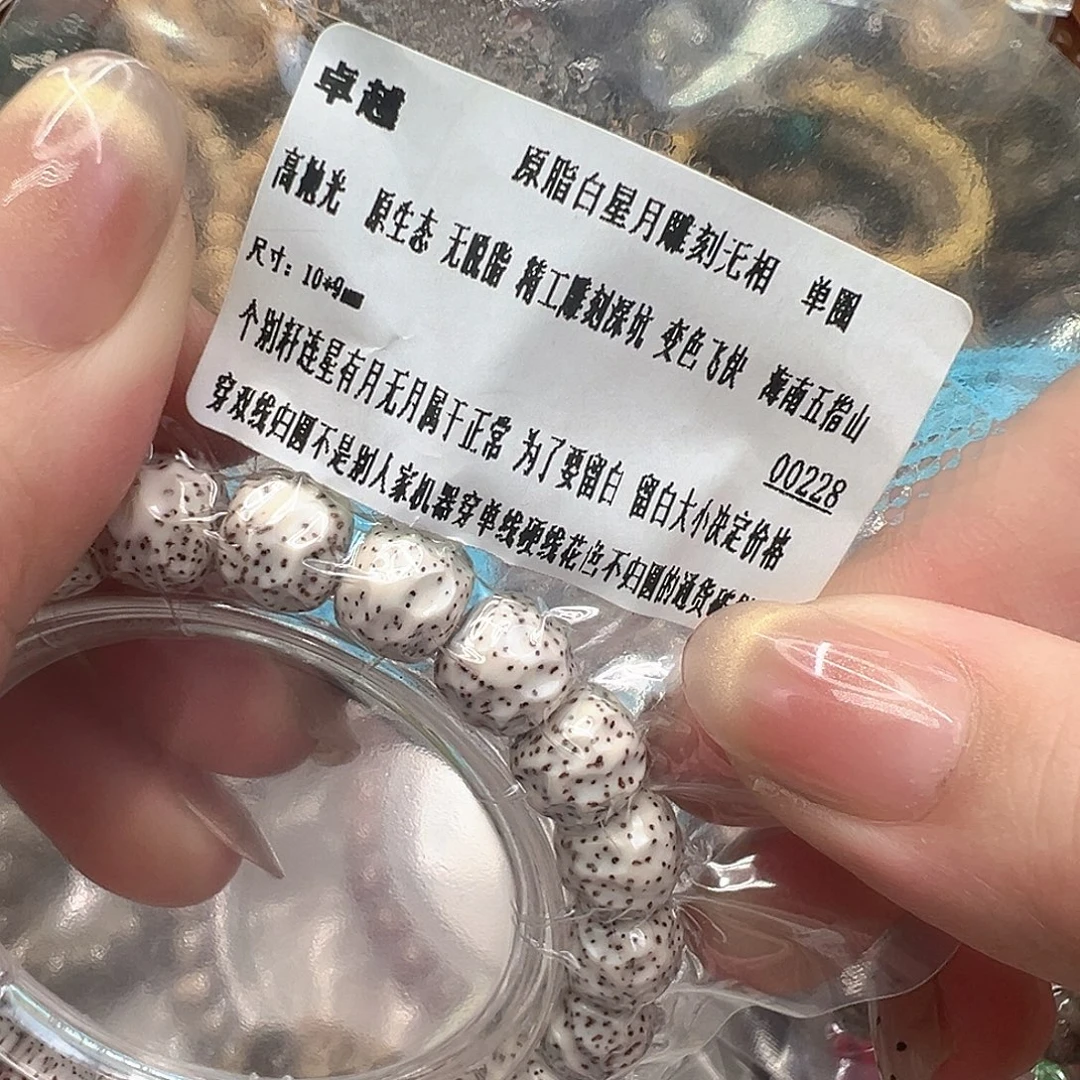 卓越
原脂白星月雕刻无相 单圈
高抛光 原生态 无脱脂 精工雕刻深坑 变色飞快 海南五指山
尺寸：10*9mm
00228
个别籽连星有月无月属于正常 为了要留白 留白大小决定价格
穿双线归圆不是别人家机器穿单线硬线花色不归圆的通货